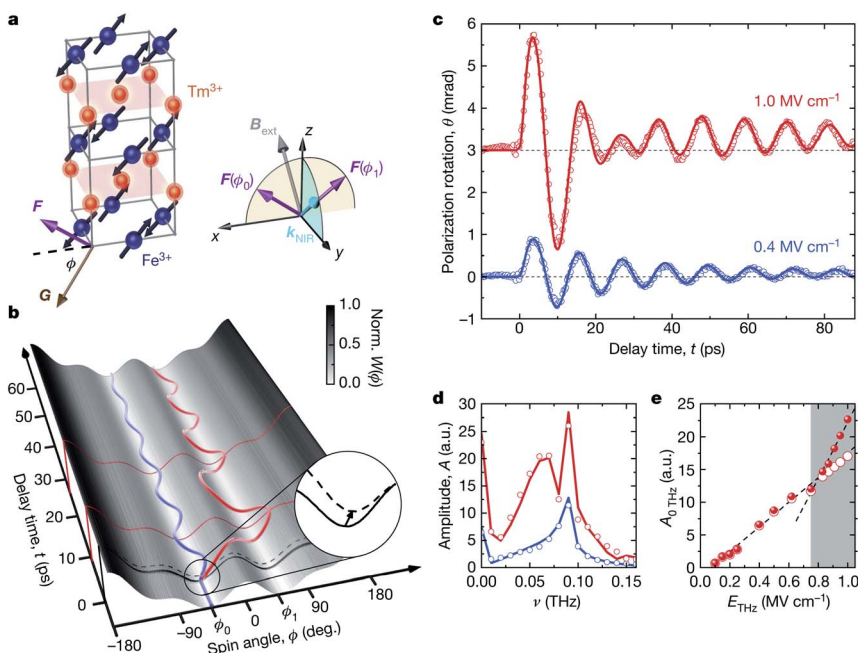 a
Tm³⁺
Fe³⁺
F
ϕ
G
B_ext
z
F(ϕ₀)
F(ϕ₁)
k_NIR
x
y
b
1.0
0.5
0.0
Norm. W(ϕ)
60
50
40
30
20
10
0
Delay time, t (ps)
−180
−90
ϕ₀
0
ϕ₁
90
180
Spin angle, ϕ (deg.)
c
6
5
4
3
2
1
0
−1
Polarization rotation, θ (mrad)
1.0 MV cm⁻¹
0.4 MV cm⁻¹
0
20
40
60
80
Delay time, t (ps)
d
30
25
20
15
10
5
0
Amplitude, A (a.u.)
0.00
0.05
0.10
0.15
ν (THz)
e
25
20
15
10
5
0
A₀ THz (a.u.)
0.0
0.2
0.4
0.6
0.8
1.0
E_THz (MV cm⁻¹)